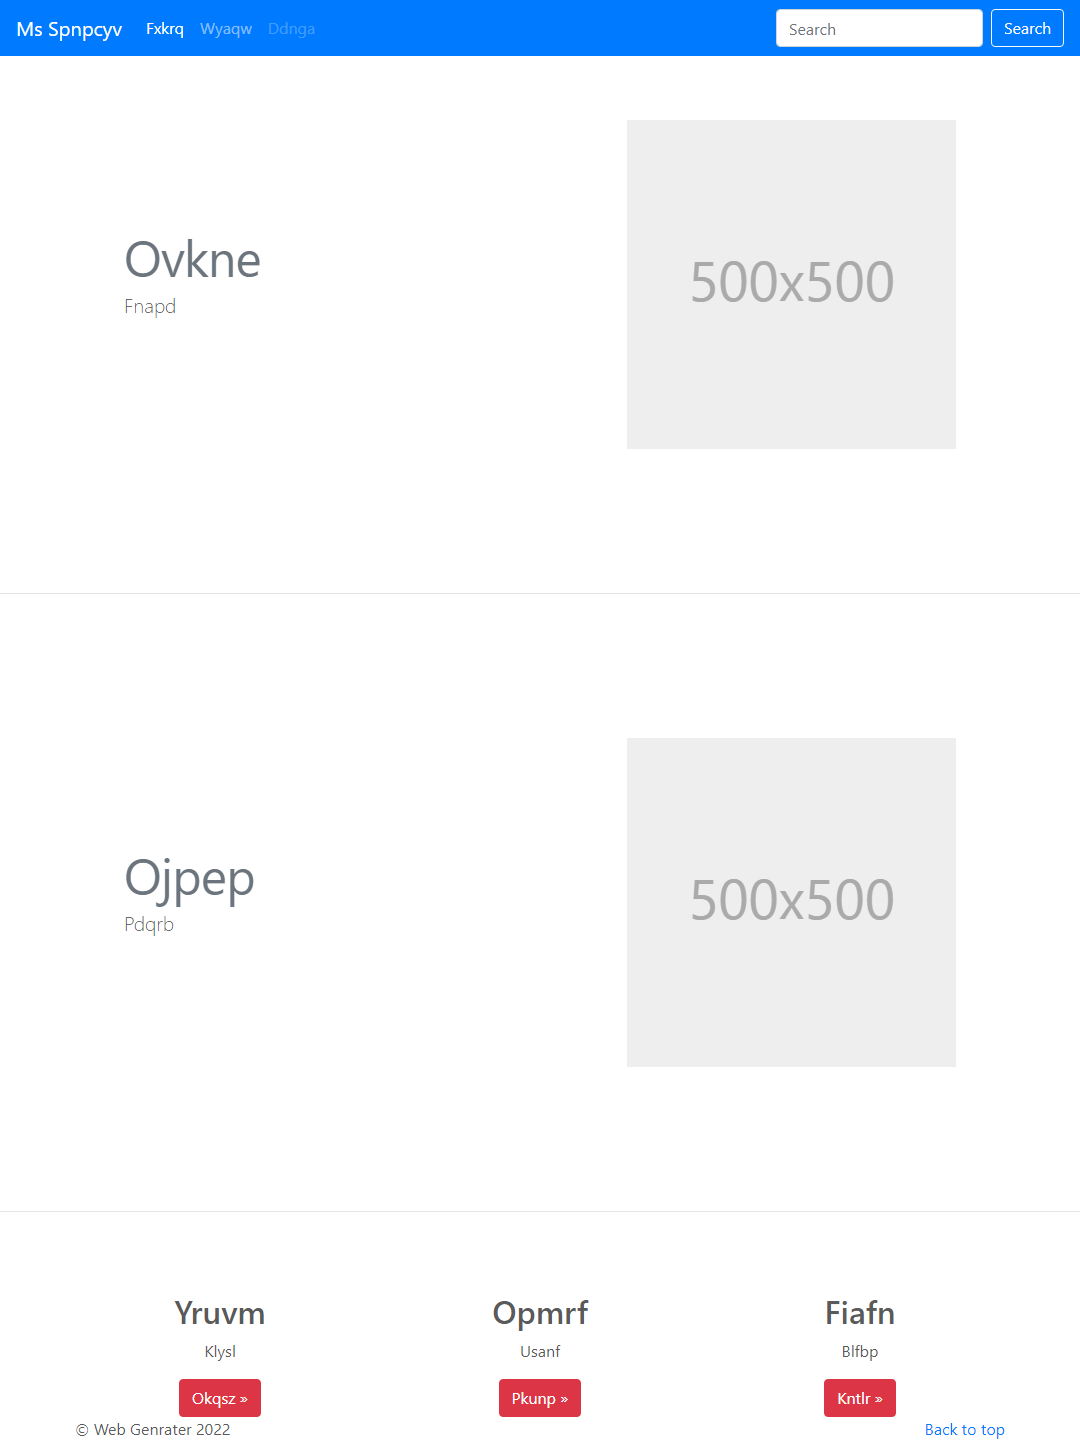 Ms Spnpcyv Fxkrq Wyaqw Ddnga Search Search
Ovkne
Fnapd
500x500
Ojpep
Pdqrb
500x500
Yruvm Opmrf Fiafn
Klysl Usanf Blfbp
Okqsz » Pkunp » Kntlr »
© Web Genrater 2022 Back to top